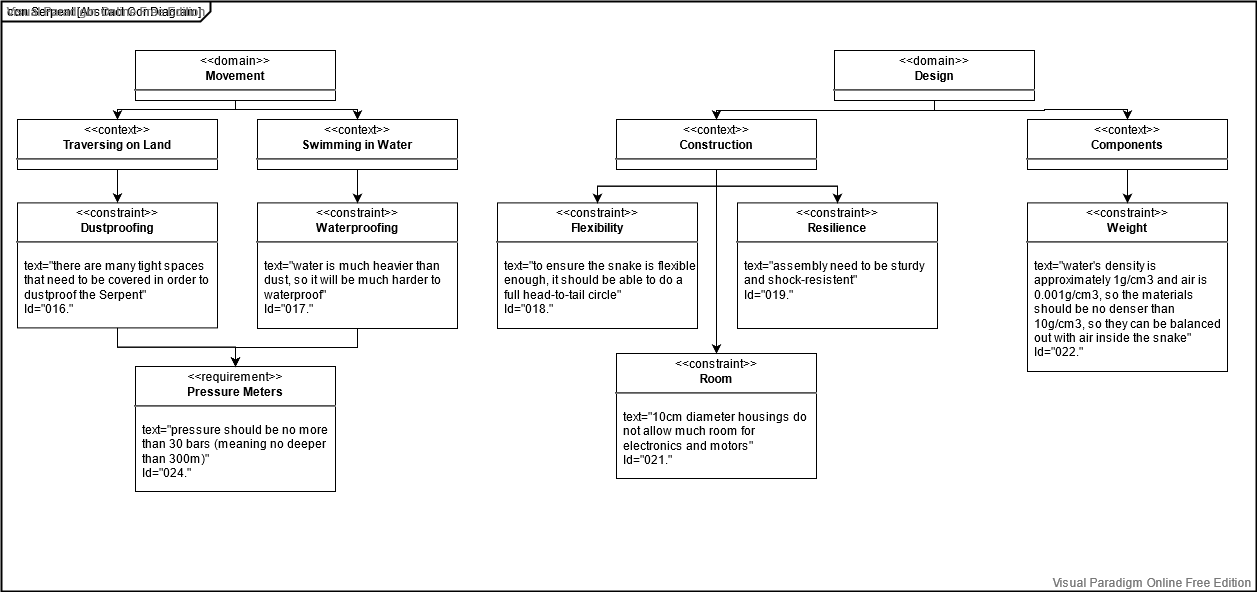 con Serpent [Abstract Con Diagram]
Visual Paradigm Online Free Edition
<<domain>>
Movement
<<domain>>
Design
<<context>>
Traversing on Land
<<context>>
Swimming in Water
<<context>>
Construction
<<context>>
Components
<<constraint>>
Dustproofing
text="there are many tight spaces
that need to be covered in order to
dustproof the Serpent"
Id="016."
<<constraint>>
Waterproofing
text="water is much heavier than
dust, so it will be much harder to
waterproof"
Id="017."
<<constraint>>
Flexibility
text="to ensure the snake is flexible
enough, it should be able to do a
full head-to-tail circle"
Id="018."
<<constraint>>
Resilience
text="assembly need to be sturdy
and shock-resistent"
Id="019."
<<constraint>>
Weight
text="water's density is
approximately 1g/cm3 and air is
0.001g/cm3, so the materials
should be no denser than
10g/cm3, so they can be balanced
out with air inside the snake"
Id="022."
<<requirement>>
Pressure Meters
text="pressure should be no more
than 30 bars (meaning no deeper
than 300m)"
Id="024."
<<constraint>>
Room
text="10cm diameter housings do
not allow much room for
electronics and motors"
Id="021."
Visual Paradigm Online Free Edition